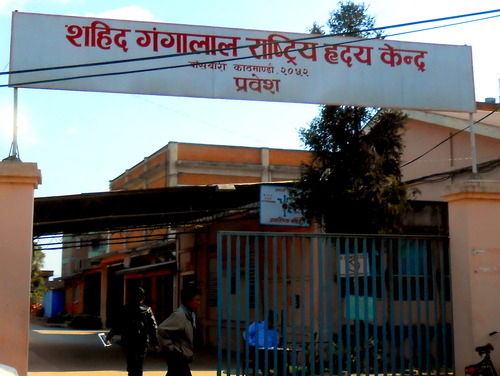 शहिद गंगालाल राष्ट्रिय हृदय केन्द्र
बाँसबारी काठमाण्डौ, २०५२
प्रवेश